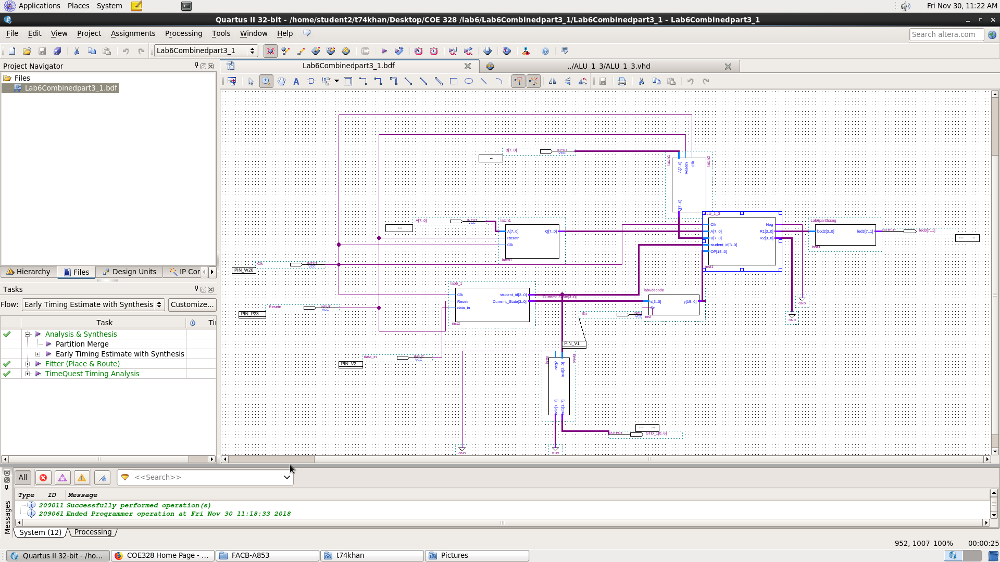 Applications Places System Fri Nov 30, 11:22 AM
Quartus II 32-bit - /home/student2/t74khan/Desktop/COE 328 /lab6/Lab6Combinedpart3_1/Lab6Combinedpart3_1 - Lab6Combinedpart3_1
File Edit View Project Assignments Processing Tools Window Help Search altera.com
Lab6Combinedpart3_1
Project Navigator
Files
Lab6Combinedpart3_1.bdf
Hierarchy Files Design Units IP Cor
Tasks
Flow: Early Timing Estimate with Synthesis Customize...
Task Ti
Analysis & Synthesis
Partition Merge
Early Timing Estimate with Synthesis
Fitter (Place & Route)
TimeQuest Timing Analysis
Lab6Combinedpart3_1.bdf ../ALU_1_3/ALU_1_3.vhd
B[7..0] INPUT VCC
...
latch1 A[7..0] Resetn Clk latch2
A[7..0] INPUT VCC
...
latch1
A[7..0] Q[7..0]
Resetn
Clk
latch1
ALU_1_3
Clk Neg
A[7..0] R1[3..0]
B[7..0] R2[3..0]
student_id[3..0]
OP[15..0]
inst1
Lab6part3sseg
bcd2[3..0] led3[7..1]
inst3
OUTPUT led3[7..1]
... ...
Clk INPUT VCC
PIN_W26
lab5_1
Clk student_id[3..0]
Resetn Current_State[3..0]
data_in
inst2
Current_State[3..0]
lab6decode
s[3..0] y[15..0]
En
inst
Resetn INPUT VCC
PIN_P23
En INPU VCC
PIN_V1
GND
GND
data_in INPUT VCC
PIN_V2
neg2 bcd[3..0] sseg
OUTPUT STD_1[0..6]
... ...
GND
GND
All <<Search>>
Type ID Message
209011 Successfully performed operation(s)
209061 Ended Programmer operation at Fri Nov 30 11:18:33 2018
Messages
System (12) Processing
952, 1007 100% 00:00:25
Quartus II 32-bit - /ho... COE328 Home Page - ... FACB-A853 t74khan Pictures